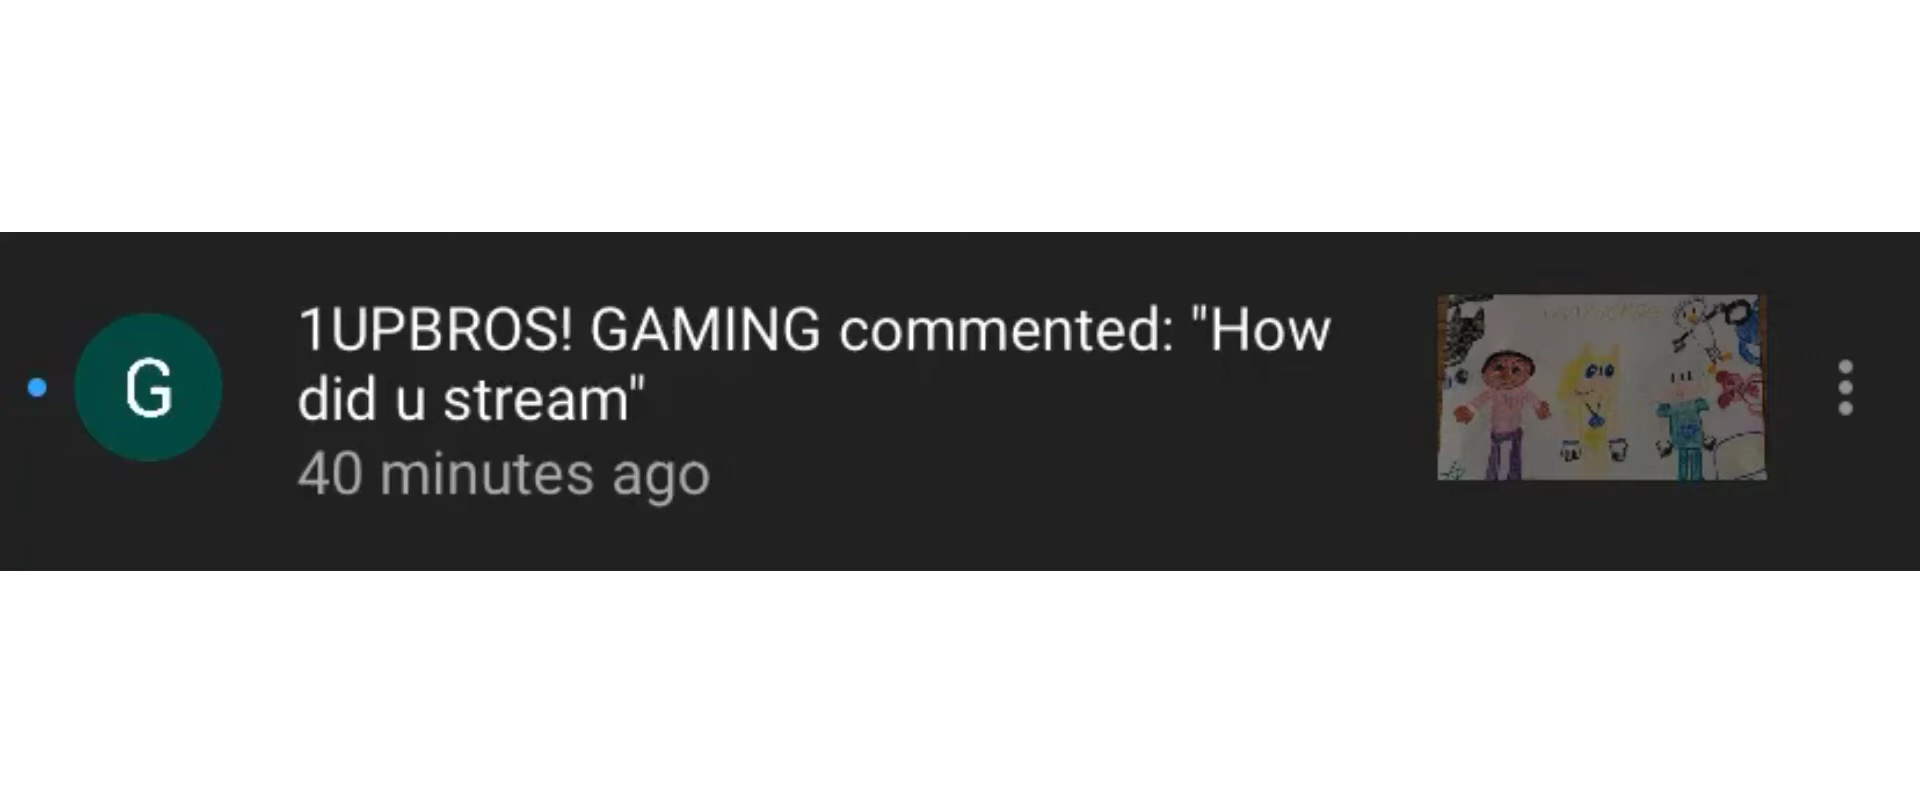 G
1UPBROS! GAMING commented: "How
did u stream"
40 minutes ago